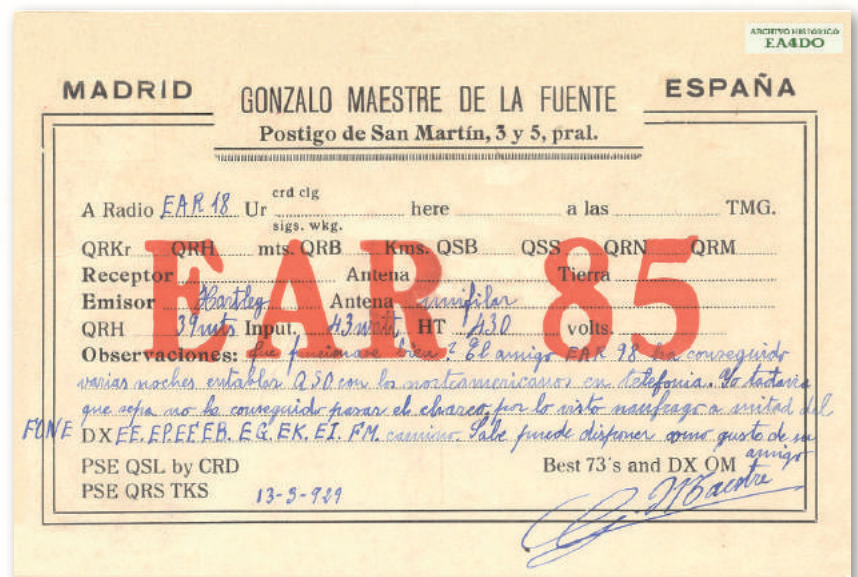 ARCHIVO HISTORICO
EA4DO
MADRID GONZALO MAESTRE DE LA FUENTE ESPAÑA
Postigo de San Martín, 3 y 5, pral.
crd clg
A Radio EAR 18 Ur here a las TMG.
sigs. wkg.
QRKr QRH mts. QRB Kms. QSB QSS QRN QRM
Receptor Antena Tierra
EAR 85
Emisor Hartley Antena unifilar
QRH 39 mts Input. 43 watt HT 430 volts.
Observaciones: bien? El amigo EAR 98 ha conseguido
varias noches entablar QSO con los norteamericanos en telefonia. Yo todavia
que sepa no he conseguido pasar el charco, por lo visto naufrago a mitad del
FONE DX EE. EP. EF EB. EG. EK. EI. FM. camino. Sabe puede disponer como guste de su
amigo
PSE QSL by CRD Best 73's and DX OM
PSE QRS TKS 13-5-929 G. Maestre